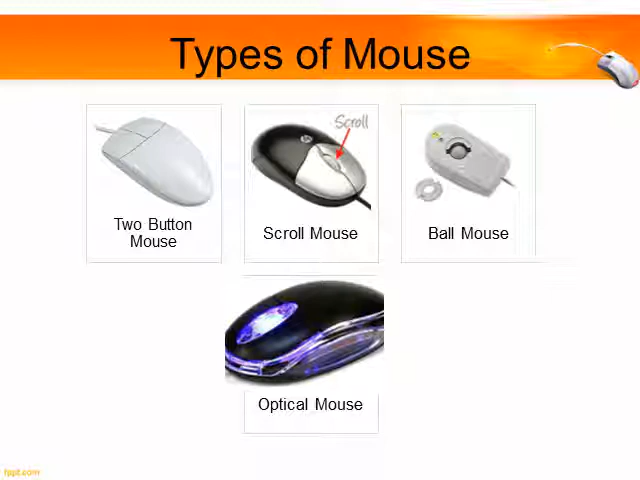 Types of Mouse
Scroll
Two Button
Mouse
Scroll Mouse
Ball Mouse
Optical Mouse
fppt.com